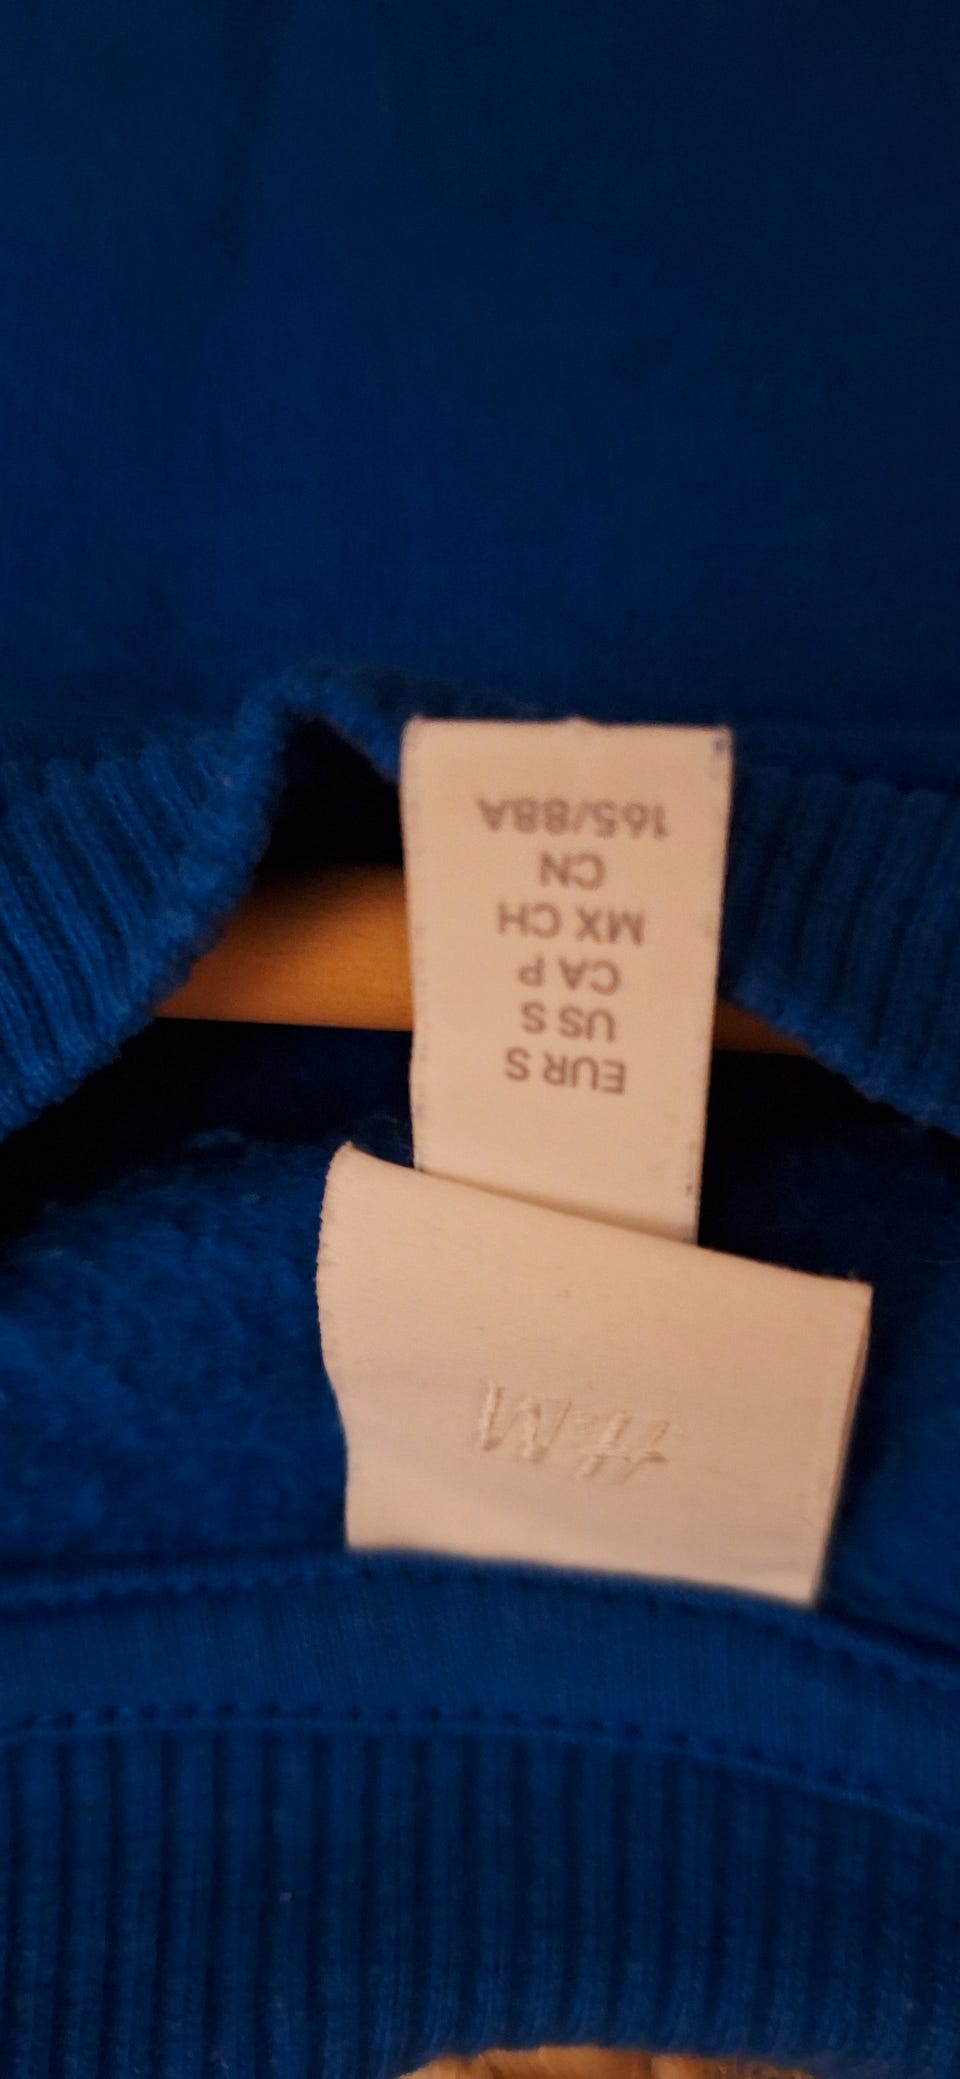 H&M
EUR S
US S
CA P
MX CH
CN
165/88A